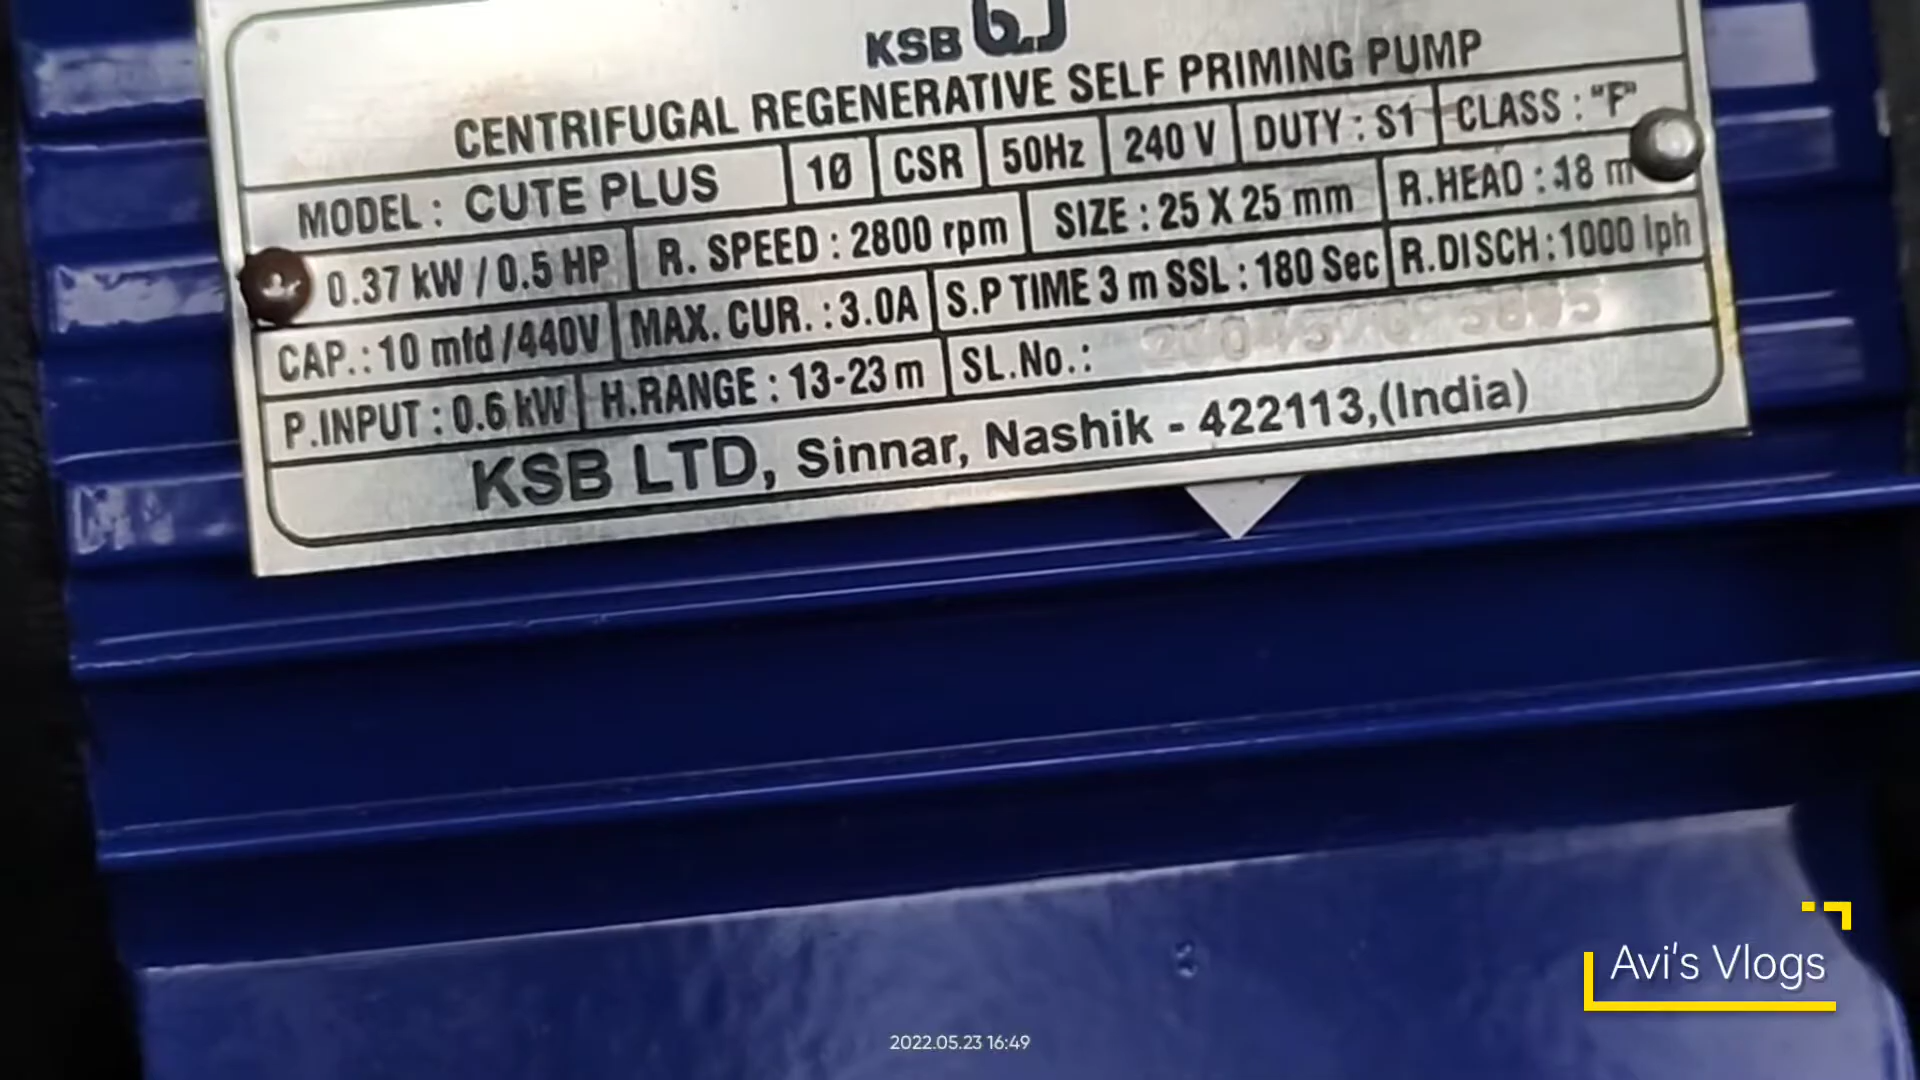 KSB
CENTRIFUGAL REGENERATIVE SELF PRIMING PUMP
MODEL : CUTE PLUS 1Ø CSR 50Hz 240 V DUTY : S1 CLASS : "F"
0.37 kW / 0.5 HP R. SPEED : 2800 rpm SIZE : 25 X 25 mm R.HEAD : 18 m
CAP.: 10 mfd /440V MAX. CUR. : 3.0A S.P TIME 3 m SSL : 180 Sec R.DISCH : 1000 lph
P.INPUT : 0.6 kW H.RANGE : 13-23 m SL.No. :
KSB LTD, Sinnar, Nashik - 422113,(India)
Avi's Vlogs
2022.05.23 16:49